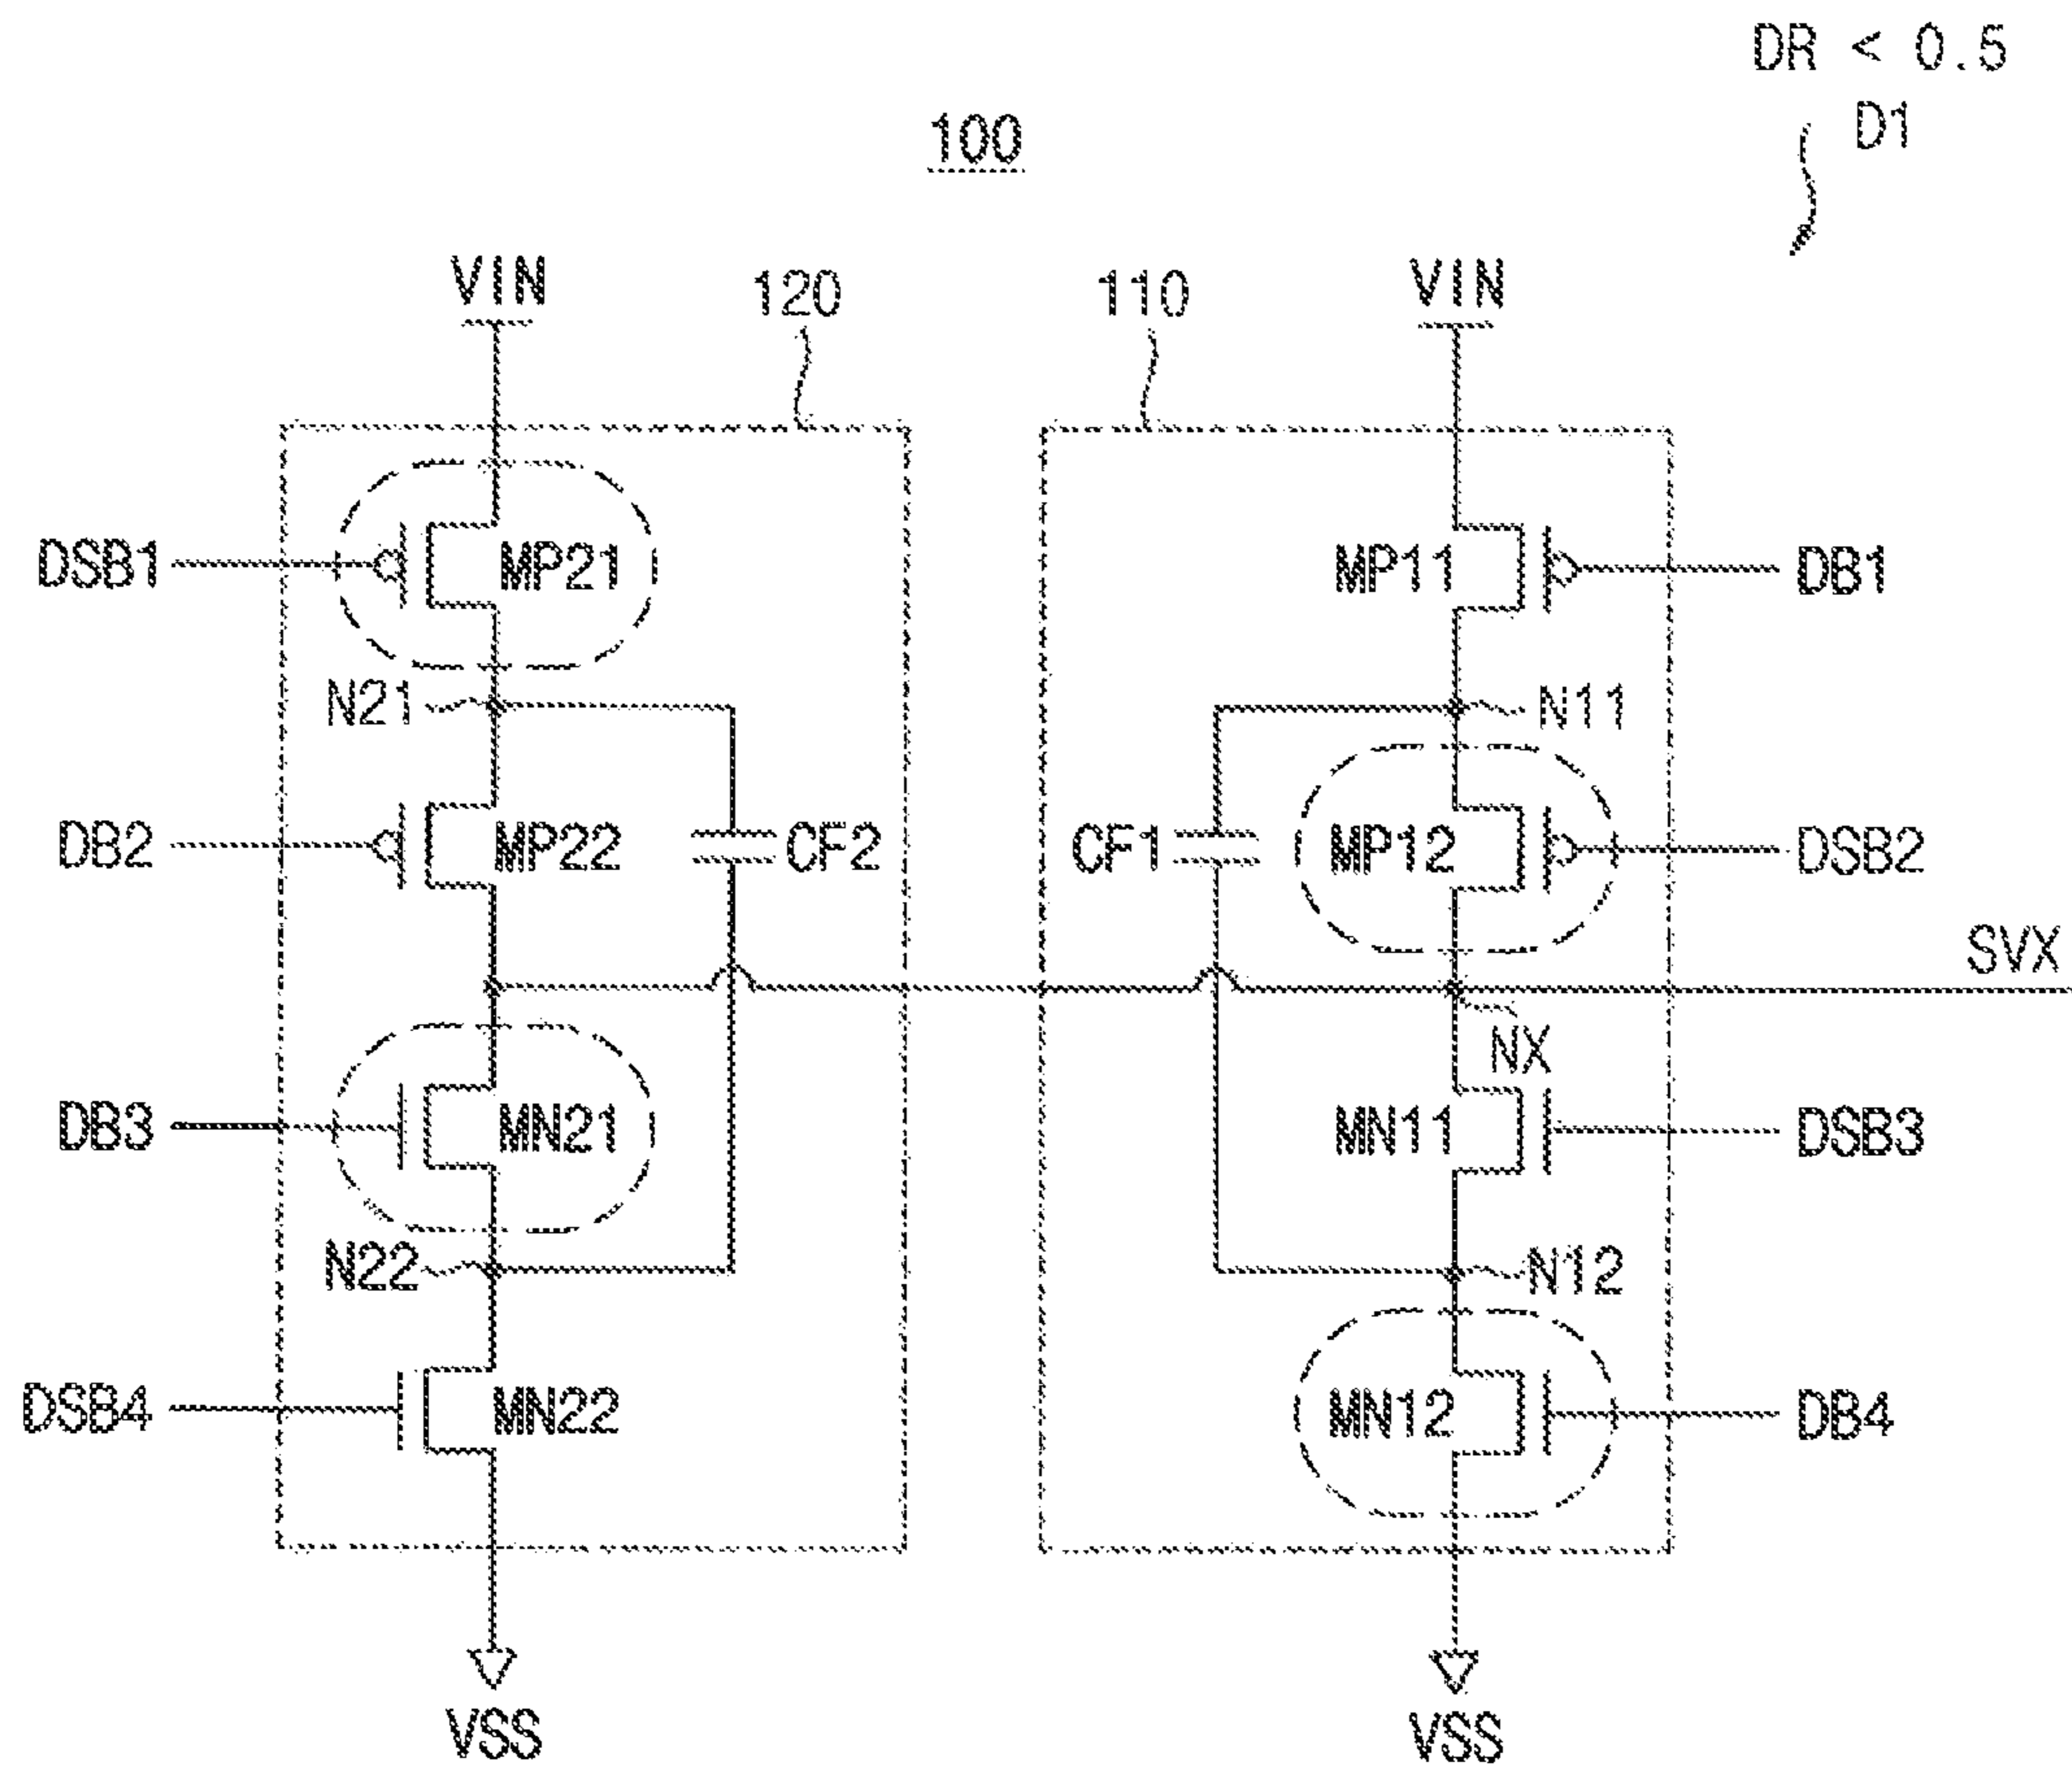 DR < 0.5
D1
100
VIN
120
110
VIN
DSB1
MP21
MP11
DB1
N21
N11
DB2
MP22
CF2
CF1
MP12
DSB2
SVX
NX
DB3
MN21
MN11
DSB3
N22
N12
DSB4
MN22
MN12
DB4
VSS
VSS